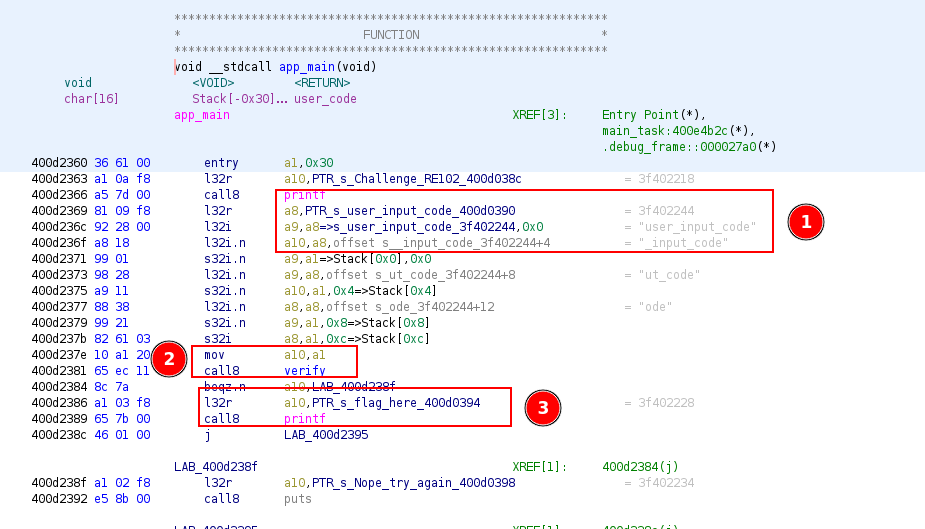 **************************************************************
* FUNCTION *
**************************************************************
void __stdcall app_main(void)
void <VOID> <RETURN>
char[16] Stack[-0x30]... user_code
app_main XREF[3]: Entry Point(*),
main_task:400e4b2c(*),
.debug_frame::000027a0(*)
400d2360 36 61 00 entry a1,0x30
400d2363 a1 0a f8 l32r a10,PTR_s_Challenge_RE102_400d038c = 3f402218
400d2366 a5 7d 00 call8 printf
400d2369 81 09 f8 l32r a8,PTR_s_user_input_code_400d0390 = 3f402244
400d236c 92 28 00 l32i a9,a8=>s_user_input_code_3f402244,0x0 = "user_input_code"
400d236f a8 18 l32i.n a10,a8,offset s__input_code_3f402244+4 = "_input_code"
400d2371 99 01 s32i.n a9,a1=>Stack[0x0],0x0
400d2373 98 28 l32i.n a9,a8,offset s_ut_code_3f402244+8 = "ut_code"
400d2375 a9 11 s32i.n a10,a1,0x4=>Stack[0x4]
400d2377 88 38 l32i.n a8,a8,offset s_ode_3f402244+12 = "ode"
400d2379 99 21 s32i.n a9,a1,0x8=>Stack[0x8]
400d237b 82 61 03 s32i a8,a1,0xc=>Stack[0xc]
400d237e 10 a1 20 mov a10,a1
400d2381 65 ec 11 call8 verify
400d2384 8c 7a beqz.n a10,LAB_400d238f
400d2386 a1 03 f8 l32r a10,PTR_s_flag_here_400d0394 = 3f402228
400d2389 65 7b 00 call8 printf
400d238c 46 01 00 j LAB_400d2395
LAB_400d238f XREF[1]: 400d2384(j)
400d238f a1 02 f8 l32r a10,PTR_s_Nope_try_again_400d0398 = 3f402234
400d2392 e5 8b 00 call8 puts
1
2
3